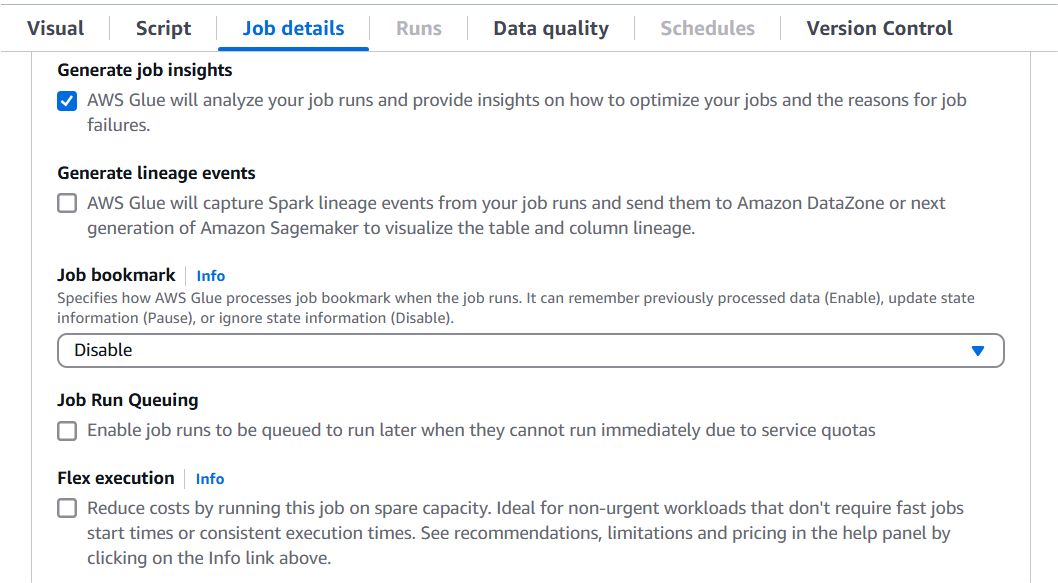 Visual Script Job details Runs Data quality Schedules Version Control
Generate job insights
AWS Glue will analyze your job runs and provide insights on how to optimize your jobs and the reasons for job
failures.
Generate lineage events
AWS Glue will capture Spark lineage events from your job runs and send them to Amazon DataZone or next
generation of Amazon Sagemaker to visualize the table and column lineage.
Job bookmark Info
Specifies how AWS Glue processes job bookmark when the job runs. It can remember previously processed data (Enable), update state
information (Pause), or ignore state information (Disable).
Disable
Job Run Queuing
Enable job runs to be queued to run later when they cannot run immediately due to service quotas
Flex execution Info
Reduce costs by running this job on spare capacity. Ideal for non-urgent workloads that don't require fast jobs
start times or consistent execution times. See recommendations, limitations and pricing in the help panel by
clicking on the Info link above.